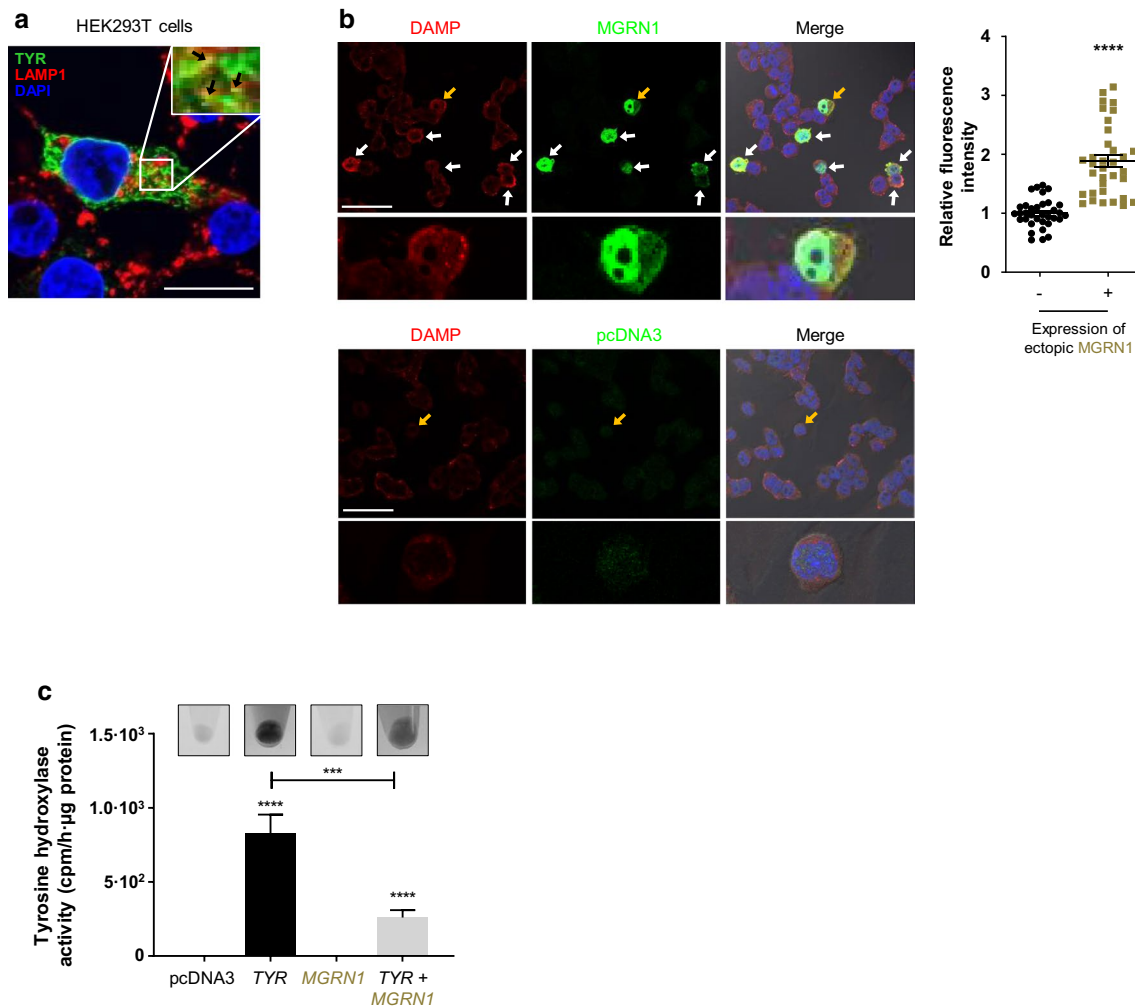 a
HEK293T cells
TYR
LAMP1
DAPI
b
DAMP MGRN1 Merge
DAMP pcDNA3 Merge
Relative fluorescence
intensity
4
3
2
1
0
****
- +
Expression of
ectopic MGRN1
c
Tyrosine hydroxylase
activity (cpm/h·µg protein)
1.5·10³
1.0·10³
5·10²
0
***
****
****
pcDNA3 TYR MGRN1 TYR +
MGRN1